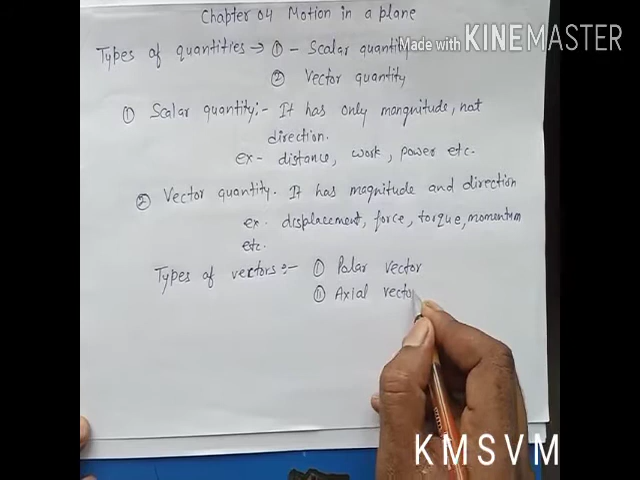 Chapter 04 Motion in a plane
Types of quantities → ① - Scalar quantity
Made with KINEMASTER
② Vector quantity
① Scalar quantity:- It has only mangnitude, not
direction.
ex- distance, work, power etc.
② Vector quantity. It has magnitude and direction
ex. displacement, force, torque, momentum
etc.
Types of vectors:- ① Polar vector
⑪ Axial vecto
KMSVM